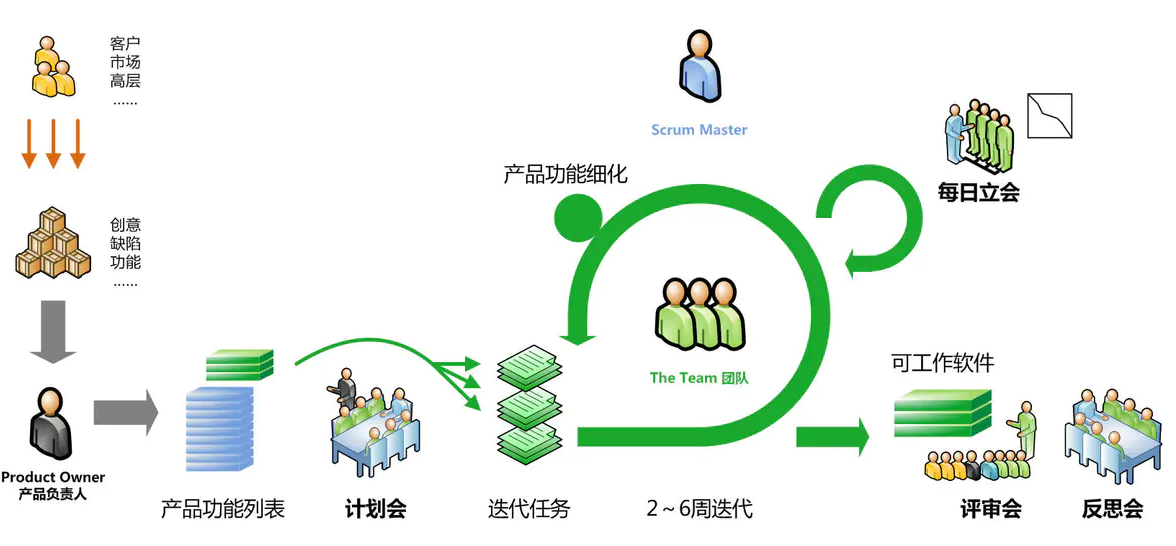 客户
市场
高层
......
创意
缺陷
功能
......
Product Owner
产品负责人
产品功能列表
计划会
迭代任务
Scrum Master
产品功能细化
The Team 团队
2～6周迭代
每日立会
可工作软件
评审会
反思会